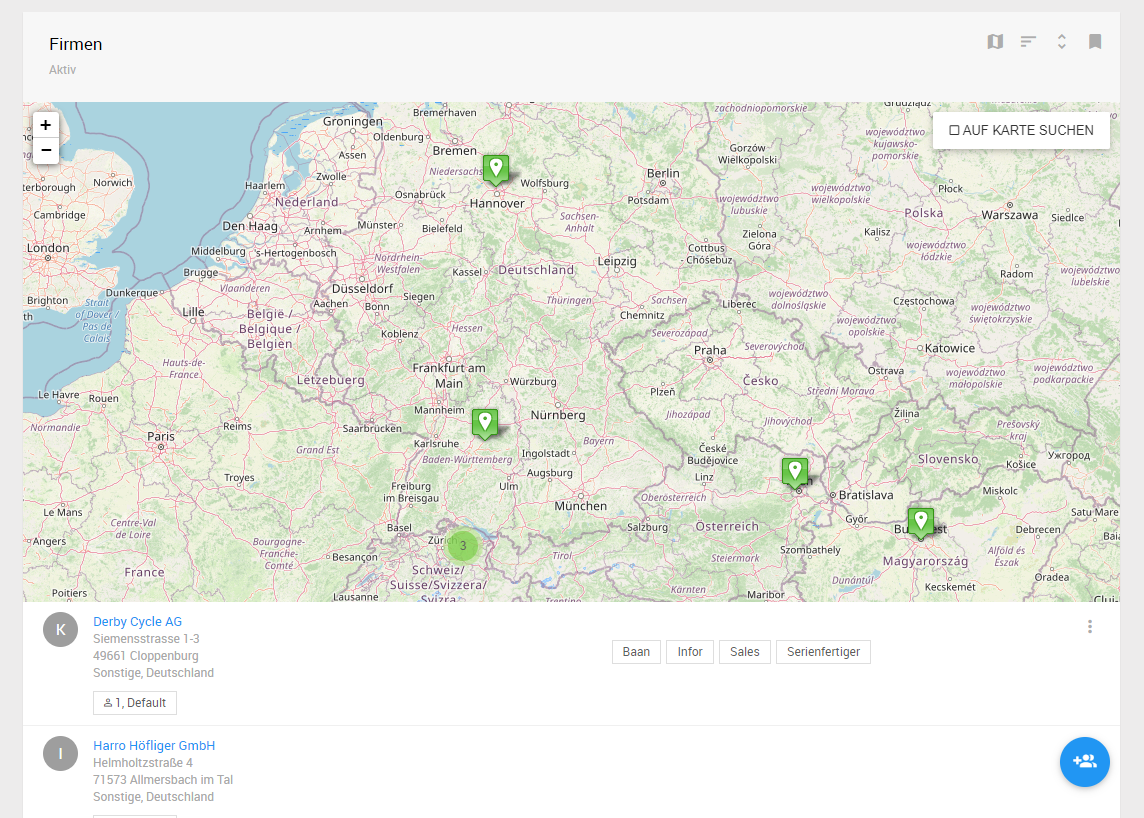 Firmen
Aktiv
+
−
AUF KARTE SUCHEN
zachodniopomorskie
Groningen
Bremerhaven
Oldenburg
Bremen
Assen
Gorzów
Wielkopolski
województwo
kujawsko-
pomorskie
Norwich
Zwolle
Niedersachs
Wolfsburg
Berlin
Płock
terborough
Haarlem
Nederland
Osnabrück
Hannover
Potsdam
województwo
lubuskie
województwo
wielkopolskie
Polska
Warszawa
Siedlce
Cambridge
Den Haag
Arnhem
Münster
Bielefeld
Sachsen-
Anhalt
Zielona
Góra
Kalisz
London
Middelburg
's-Hertogenbosch
Cottbus
Chóśebuz
województwo
łódzkie
Brugge
Nordrhein-
Westfalen
Kassel
Deutschland
Leipzig
Radom
województwo
lubelskie
Brighton
Strait
of Dover /
Pas de
Calais
Dunkerque
Vlaanderen
Düsseldorf
Aachen
Bonn
Siegen
Thüringen
Sachsen
Chemnitz
Liberec
województwo
dolnośląskie
Częstochowa
województwo
świętokrzyskie
th
Lille
België /
Belgique /
Belgien
Koblenz
Hessen
Severozápad
Severovýchod
województwo
opolskie
Katowice
Hauts-de-
France
Letzebuerg
Frankfurt am
Main
Würzburg
Praha
Česko
Ostrava
województwo
małopolskie
województwo
podkarpackie
Le Havre
Rouen
Plzeň
Střední Morava
Normandie
Reims
Mannheim
Nürnberg
Jihozápad
Jihovýchod
Žilina
Prešovský
kraj
Paris
Saarbrücken
Karlsruhe
Bayern
Grand Est
Baden-Württemberg
Ingolstadt
České
Budějovice
Slovensko
Košice
Ужгород
Troyes
Augsburg
Linz
Freiburg
im Breisgau
Ulm
München
Oberösterreich
Bratislava
Miskolc
Le Mans
Centre-Val
de Loire
Basel
Salzburg
Österreich
Győr
Debrecen
Satu Mare
Angers
Bourgogne-
Franche-
Comté
Besançon
3
Tirol
Steiermark
Szombathely
Magyarország
Alföld és
Észak
France
Schweiz/
Suisse/Svizzera/
Svizra
Dunántúl
Kecskemét
Oradea
Poitiers
Lausanne
Trentino
Kärnten
Maribor
K
Derby Cycle AG
Siemensstrasse 1-3
49661 Cloppenburg
Sonstige, Deutschland
Baan
Infor
Sales
Serienfertiger
1, Default
I
Harro Höfliger GmbH
Helmholtzstraße 4
71573 Allmersbach im Tal
Sonstige, Deutschland